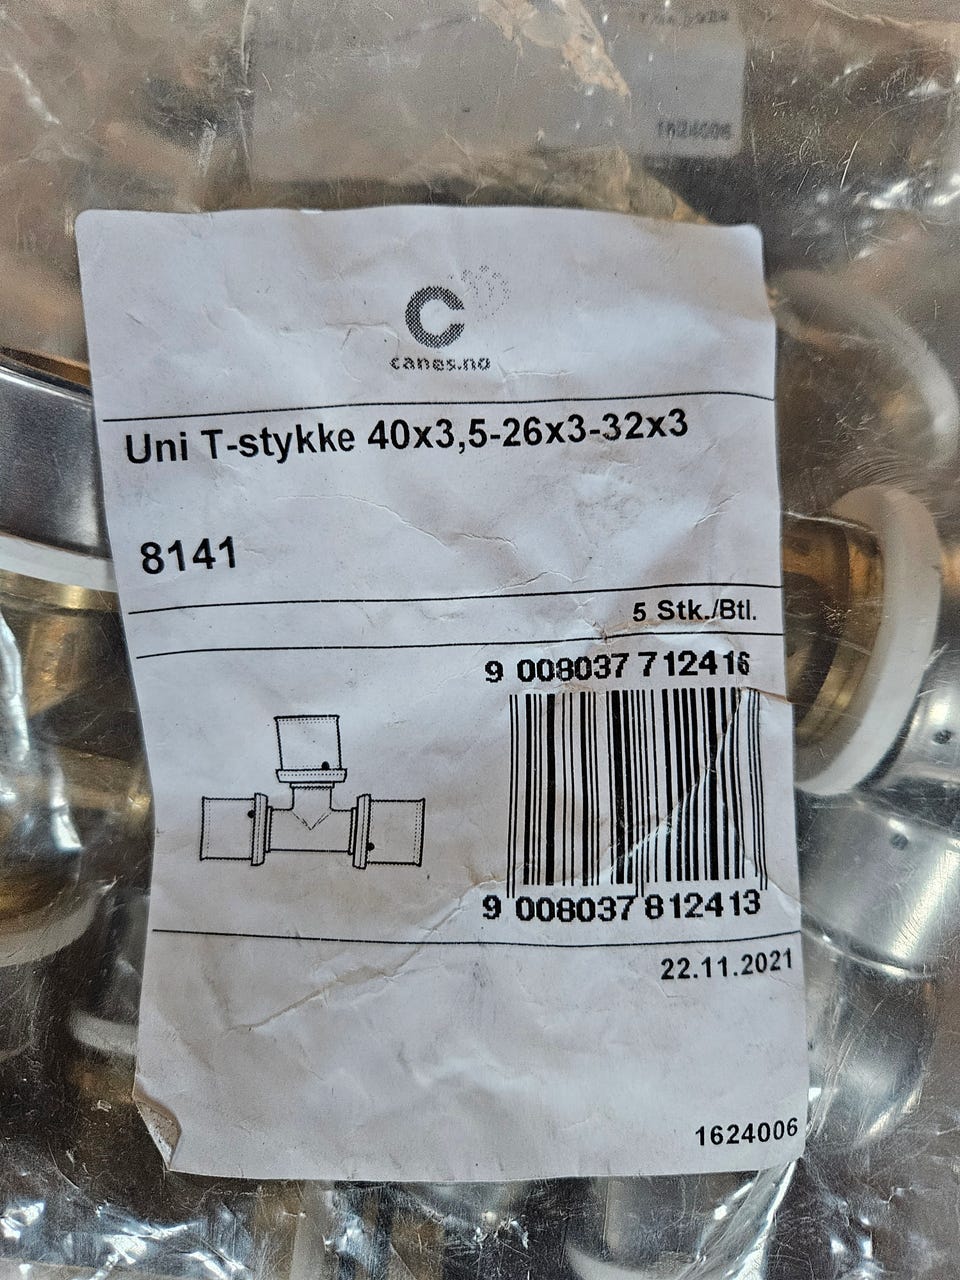 1624006
C
canes.no
Uni T-stykke 40x3,5-26x3-32x3
8141
5 Stk./Btl.
9 008037 712416
9 008037 812413
22.11.2021
1624006